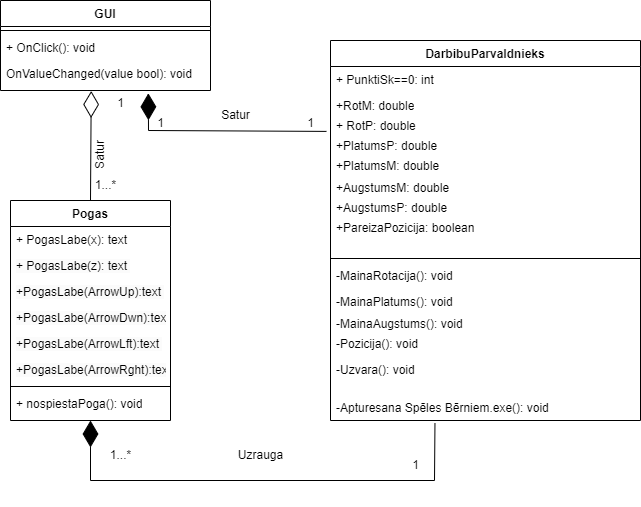 GUI
+ OnClick(): void
OnValueChanged(value bool): void
1
Satur
1...*
1
Satur
1
Pogas
+ PogasLabe(x): text
+ PogasLabe(z): text
+PogasLabe(ArrowUp):text
+PogasLabe(ArrowDwn):tex
+PogasLabe(ArrowLft):text
+PogasLabe(ArrowRght):tex
+ nospiestaPoga(): void
DarbibuParvaldnieks
+ PunktiSk==0: int
+RotM: double
+ RotP: double
+PlatumsP: double
+PlatumsM: double
+AugstumsM: double
+AugstumsP: double
+PareizaPozicija: boolean
-MainaRotacija(): void
-MainaPlatums(): void
-MainaAugstums(): void
-Pozicija(): void
-Uzvara(): void
-Apturesana Spēles Bērniem.exe(): void
1...*
Uzrauga
1